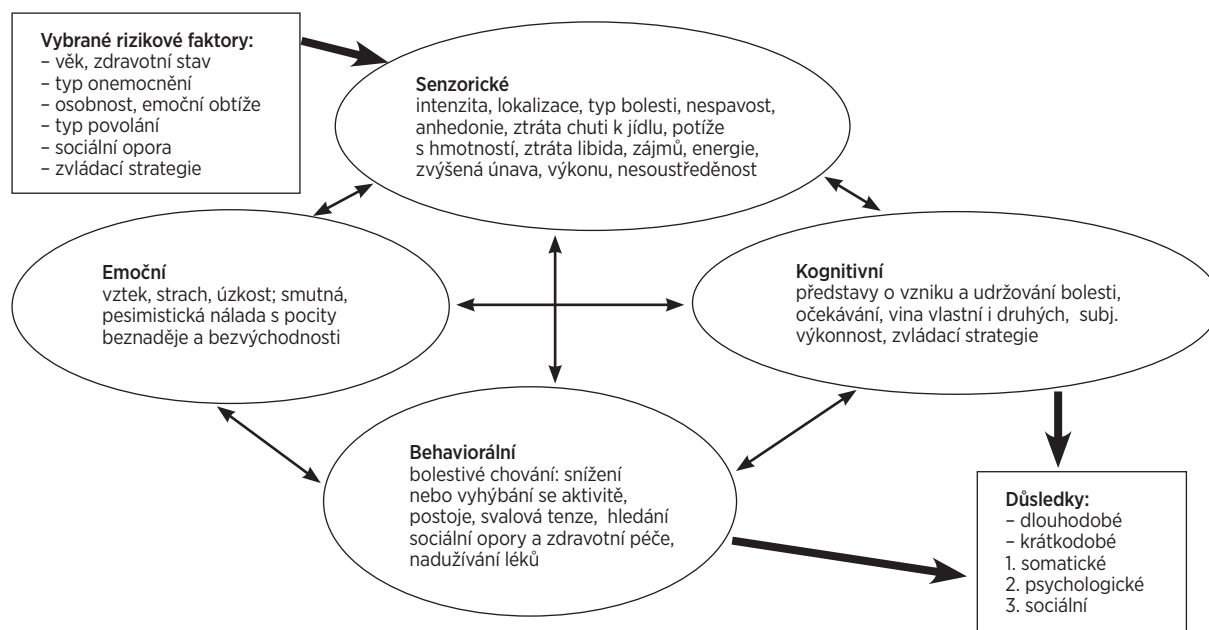 Vybrané rizikové faktory:
– věk, zdravotní stav
– typ onemocnění
– osobnost, emoční obtíže
– typ povolání
– sociální opora
– zvládací strategie
Senzorické
intenzita, lokalizace, typ bolesti, nespavost,
anhedonie, ztráta chuti k jídlu, potíže
s hmotností, ztráta libida, zájmů, energie,
zvýšená únava, výkonu, nesoustředěnost
Emoční
vztek, strach, úzkost; smutná,
pesimistická nálada s pocity
beznaděje a bezvýchodnosti
Kognitivní
představy o vzniku a udržování bolesti,
očekávání, vina vlastní i druhých, subj.
výkonnost, zvládací strategie
Behaviorální
bolestivé chování: snížení
nebo vyhýbání se aktivitě,
postoje, svalová tenze, hledání
sociální opory a zdravotní péče,
nadužívání léků
Důsledky:
– dlouhodobé
– krátkodobé
1. somatické
2. psychologické
3. sociální